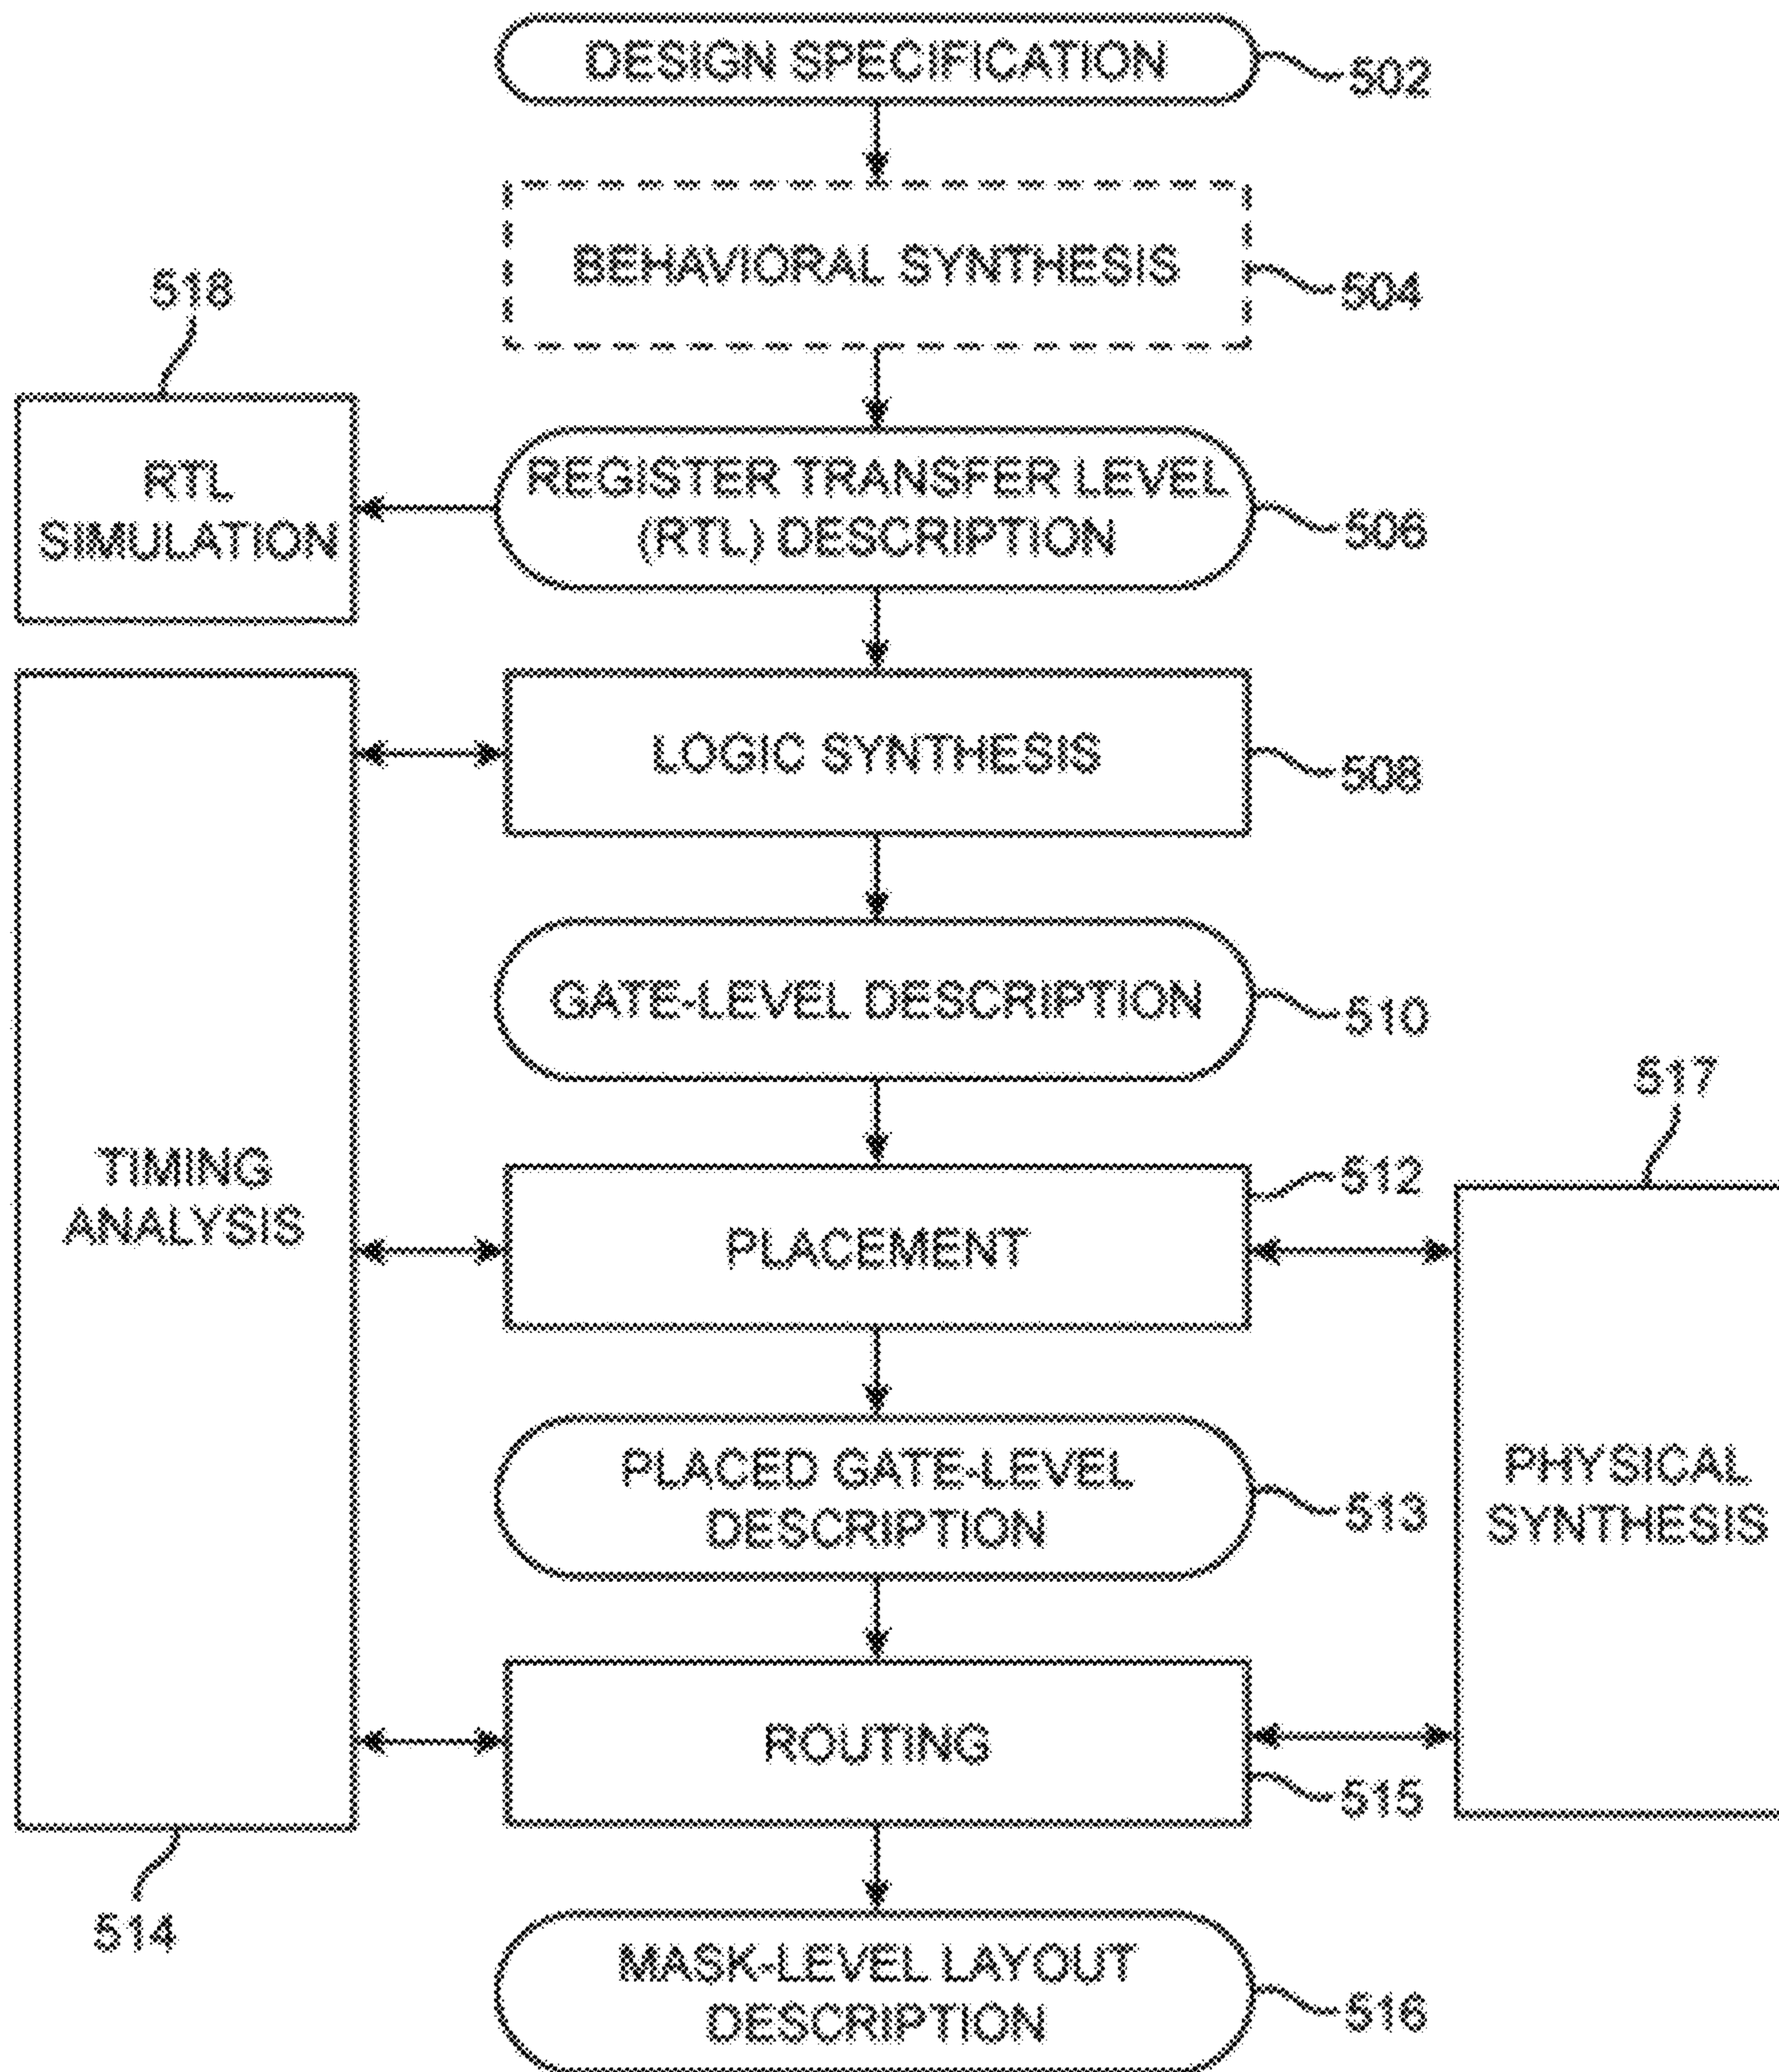 DESIGN SPECIFICATION
502
BEHAVIORAL SYNTHESIS
504
518
RTL
SIMULATION
REGISTER TRANSFER LEVEL
(RTL) DESCRIPTION
506
LOGIC SYNTHESIS
508
GATE-LEVEL DESCRIPTION
510
517
TIMING
ANALYSIS
512
PLACEMENT
PLACED GATE-LEVEL
DESCRIPTION
513
PHYSICAL
SYNTHESIS
ROUTING
515
514
MASK-LEVEL LAYOUT
DESCRIPTION
516